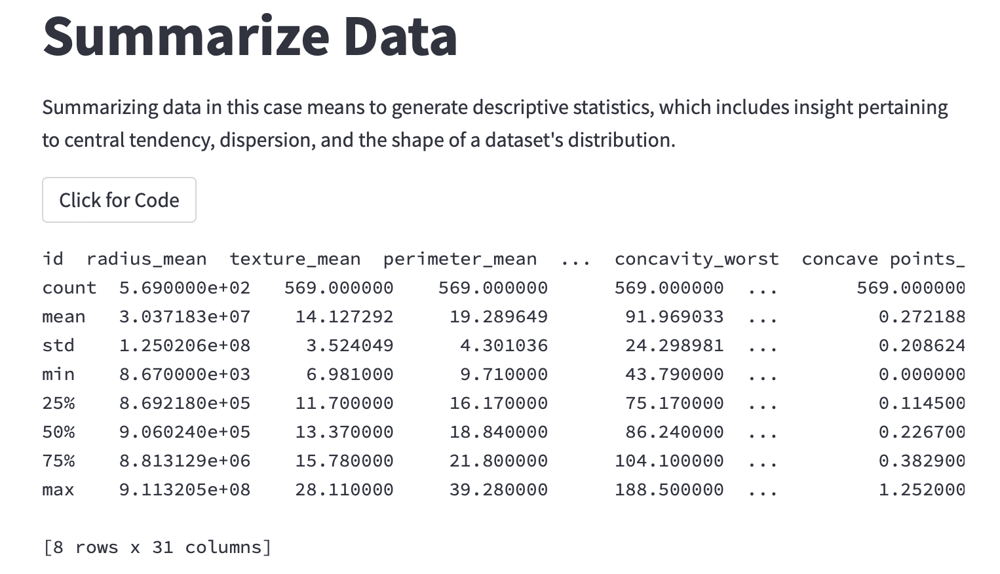 Summarize Data
Summarizing data in this case means to generate descriptive statistics, which includes insight pertaining
to central tendency, dispersion, and the shape of a dataset's distribution.
Click for Code
id  radius_mean  texture_mean  perimeter_mean  ...  concavity_worst  concave points_
count  5.690000e+02   569.000000    569.000000      569.000000  ...       569.000000
mean   3.037183e+07    14.127292     19.289649       91.969033  ...         0.272188
std    1.250206e+08     3.524049      4.301036       24.298981  ...         0.208624
min    8.670000e+03     6.981000      9.710000       43.790000  ...         0.000000
25%    8.692180e+05    11.700000     16.170000       75.170000  ...         0.114500
50%    9.060240e+05    13.370000     18.840000       86.240000  ...         0.226700
75%    8.813129e+06    15.780000     21.800000      104.100000  ...         0.382900
max    9.113205e+08    28.110000     39.280000      188.500000  ...         1.252000
[8 rows x 31 columns]